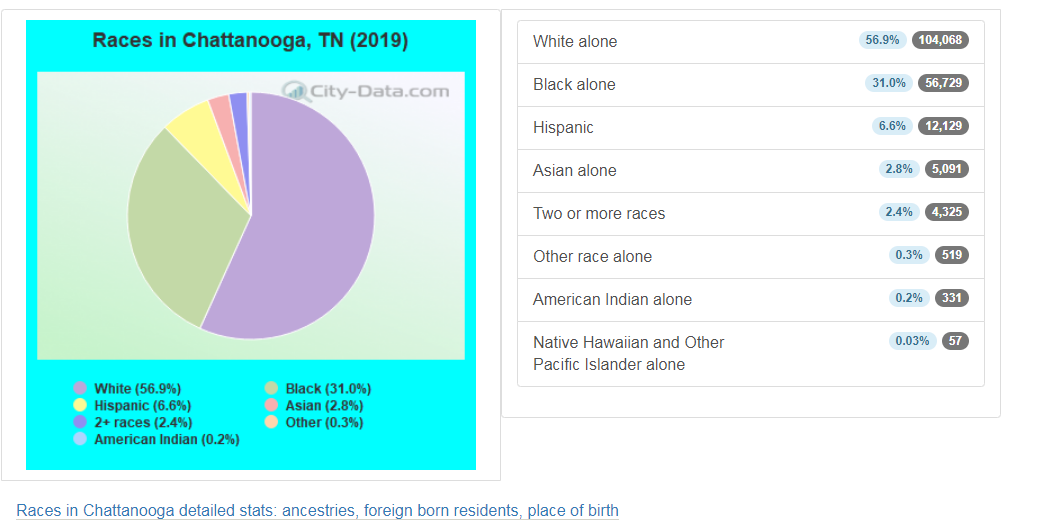 Races in Chattanooga, TN (2019)
City-Data.com
White (56.9%)
Black (31.0%)
Hispanic (6.6%)
Asian (2.8%)
2+ races (2.4%)
Other (0.3%)
American Indian (0.2%)
White alone 56.9% 104,068
Black alone 31.0% 56,729
Hispanic 6.6% 12,129
Asian alone 2.8% 5,091
Two or more races 2.4% 4,325
Other race alone 0.3% 519
American Indian alone 0.2% 331
Native Hawaiian and Other 0.03% 57
Pacific Islander alone
Races in Chattanooga detailed stats: ancestries, foreign born residents, place of birth